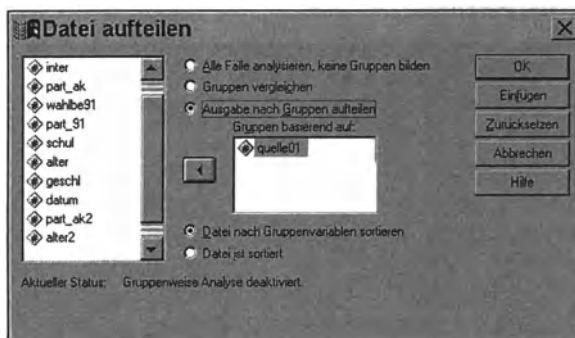 Datei aufteilen
inter
part_ak
wahlbe91
part_91
schul
alter
geschl
datum
part_ak2
alter2
Alle Fälle analysieren, keine Gruppen bilden
Gruppen vergleichen
Ausgabe nach Gruppen aufteilen
Gruppen basierend auf:
quelle01
Datei nach Gruppenvariablen sortieren
Datei ist sortiert
OK
Einfügen
Zurücksetzen
Abbrechen
Hilfe
Aktueller Status: Gruppenweise Analyse deaktiviert.